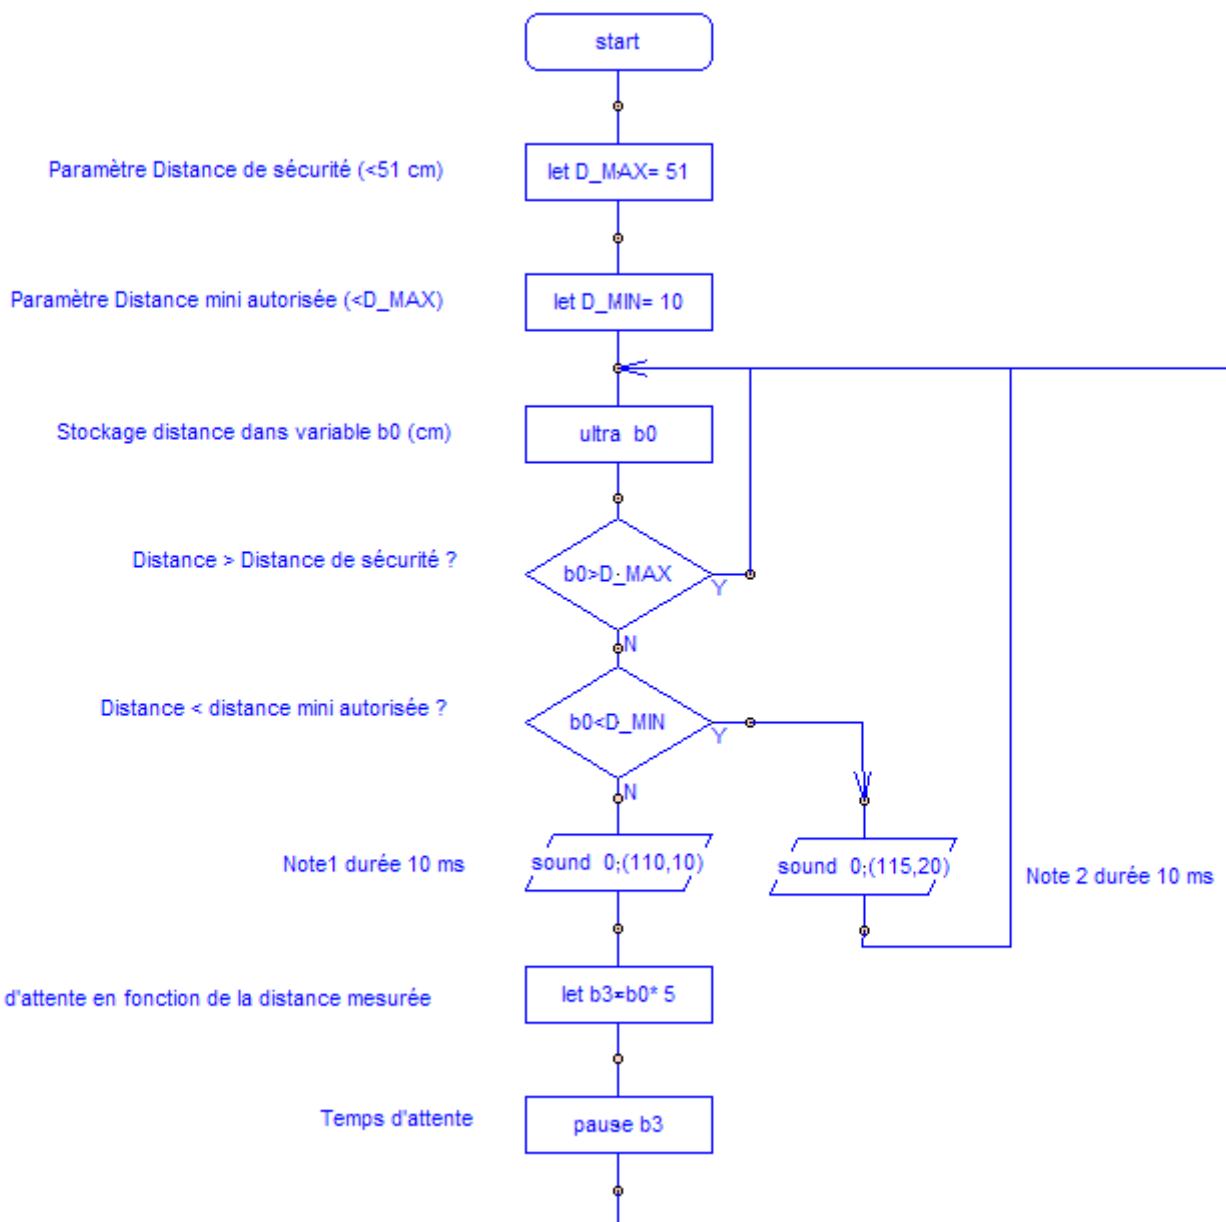 start
Paramètre Distance de sécurité (<51 cm)
let D_MAX= 51
Paramètre Distance mini autorisée (<D_MAX)
let D_MIN= 10
Stockage distance dans variable b0 (cm)
ultra b0
Distance > Distance de sécurité ?
b0>D_MAX
Y
N
Distance < distance mini autorisée ?
b0<D_MIN
Y
N
Note1 durée 10 ms
sound 0,(110,10)
sound 0,(115,20)
Note 2 durée 10 ms
d'attente en fonction de la distance mesurée
let b3=b0* 5
Temps d'attente
pause b3